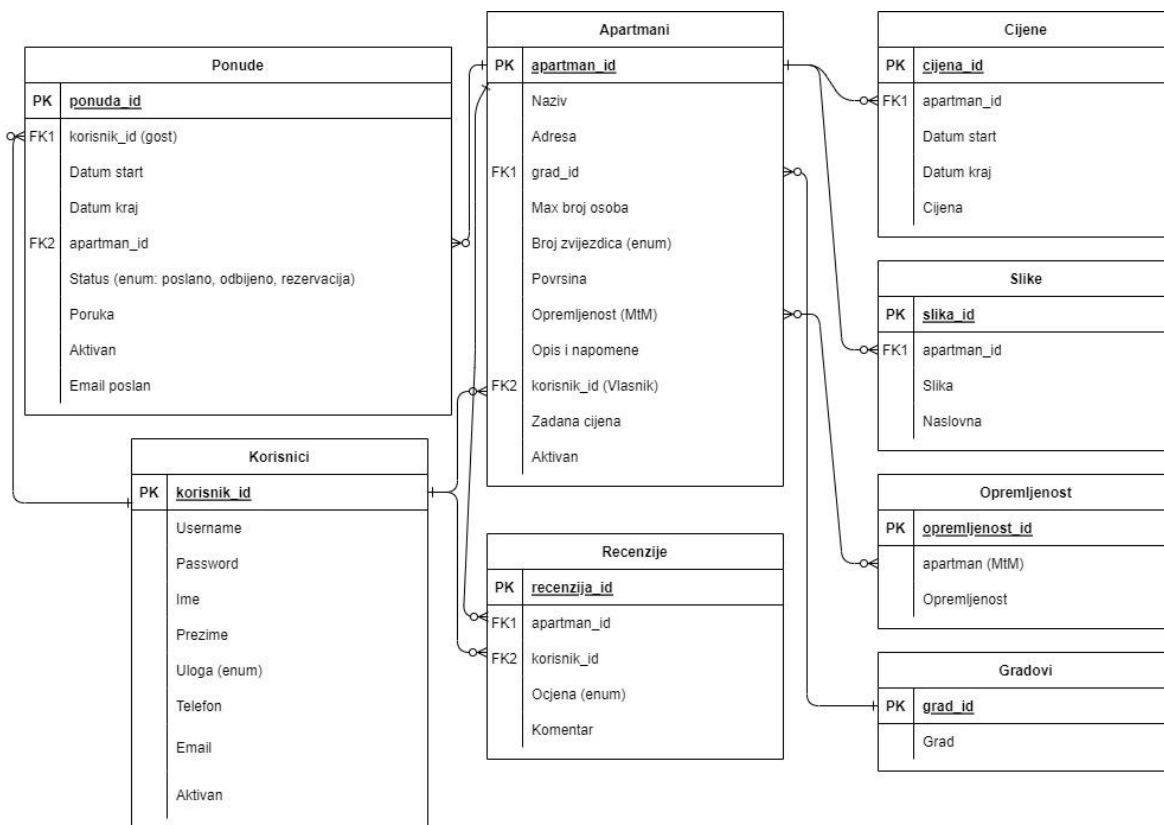 Ponude
PK ponuda_id
FK1 korisnik_id (gost)
Datum start
Datum kraj
FK2 apartman_id
Status (enum: poslano, odbijeno, rezervacija)
Poruka
Aktivan
Email poslan
Korisnici
PK korisnik_id
Username
Password
Ime
Prezime
Uloga (enum)
Telefon
Email
Aktivan
Apartmani
PK apartman_id
Naziv
Adresa
FK1 grad_id
Max broj osoba
Broj zvijezdica (enum)
Povrsina
Opremljenost (MtM)
Opis i napomene
FK2 korisnik_id (Vlasnik)
Zadana cijena
Aktivan
Recenzije
PK recenzija_id
FK1 apartman_id
FK2 korisnik_id
Ocjena (enum)
Komentar
Cijene
PK cijena_id
FK1 apartman_id
Datum start
Datum kraj
Cijena
Slike
PK slika_id
FK1 apartman_id
Slika
Naslovna
Opremljenost
PK opremljenost_id
apartman (MtM)
Opremljenost
Gradovi
PK grad_id
Grad